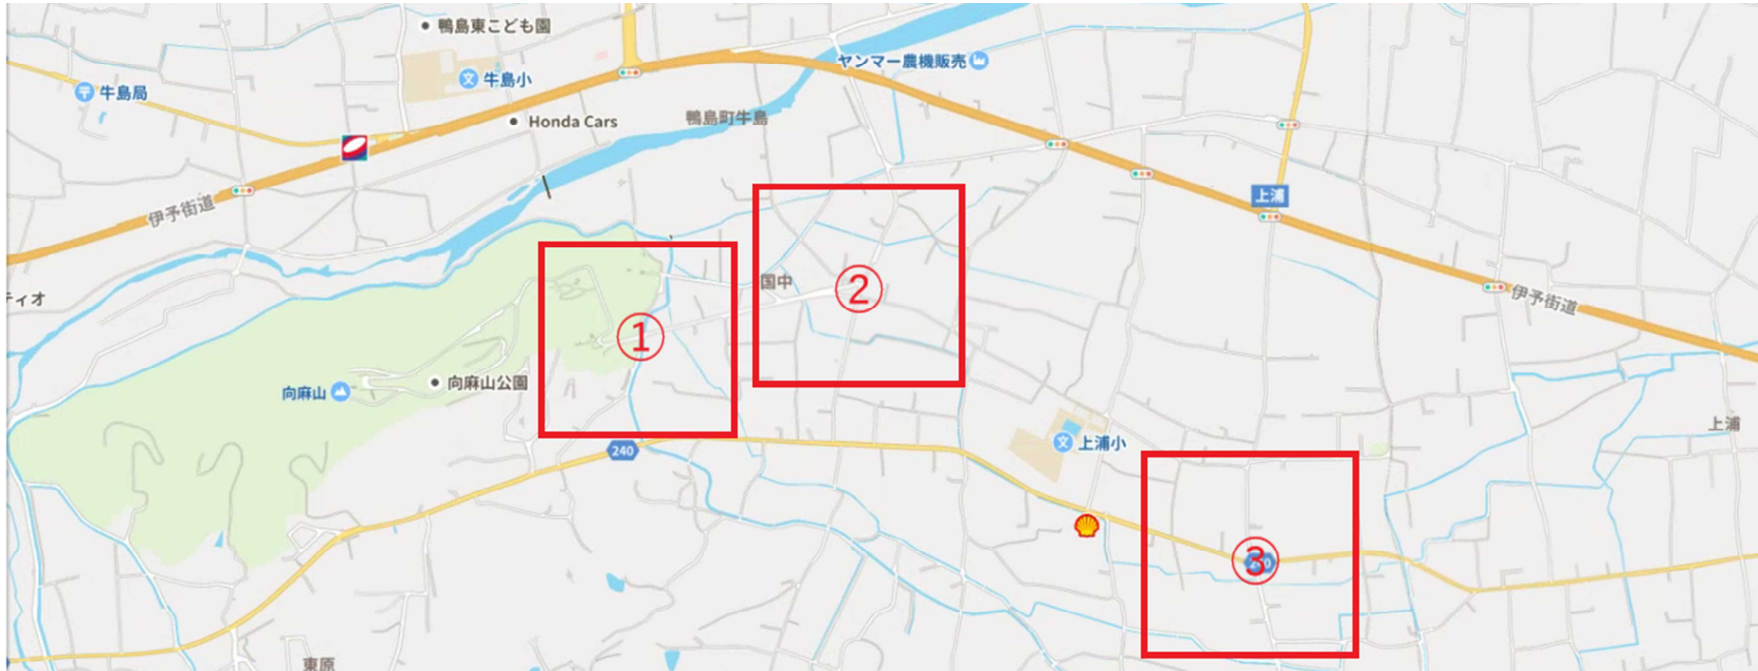 鴨島東こども園
牛島小
ヤンマー農機販売
牛島局
Honda Cars
鴨島町牛島
伊予街道
上浦
国中
②
ティオ
伊予街道
①
向麻山
向麻山公園
上浦
上浦小
240
③
東原